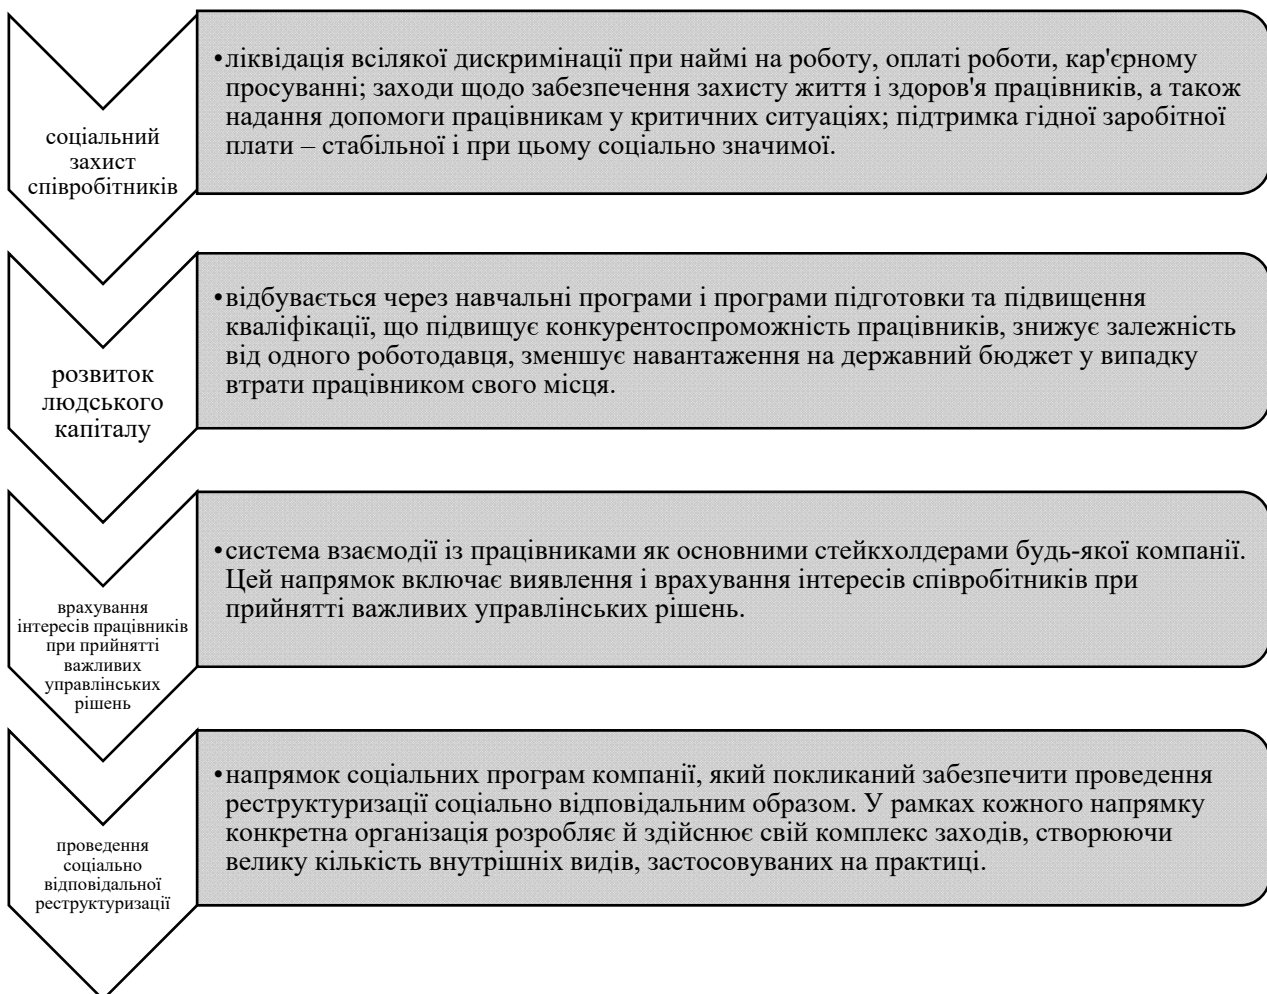 соціальний
захист
співробітників
•ліквідація всілякої дискримінації при наймі на роботу, оплаті роботи, кар'єрному
просуванні; заходи щодо забезпечення захисту життя і здоров'я працівників, а також
надання допомоги працівникам у критичних ситуаціях; підтримка гідної заробітної
плати – стабільної і при цьому соціально значимої.
розвиток
людського
капіталу
•відбувається через навчальні програми і програми підготовки та підвищення
кваліфікації, що підвищує конкурентоспроможність працівників, знижує залежність
від одного роботодавця, зменшує навантаження на державний бюджет у випадку
втрати працівником свого місця.
врахування
інтересів працівників
при прийнятті
важливих
управлінських
рішень
•система взаємодії із працівниками як основними стейкхолдерами будь-якої компанії.
Цей напрямок включає виявлення і врахування інтересів співробітників при
прийнятті важливих управлінських рішень.
проведення
соціально
відповідальної
реструктуризації
•напрямок соціальних програм компанії, який покликаний забезпечити проведення
реструктуризації соціально відповідальним образом. У рамках кожного напрямку
конкретна організація розробляє й здійснює свій комплекс заходів, створюючи
велику кількість внутрішніх видів, застосовуваних на практиці.